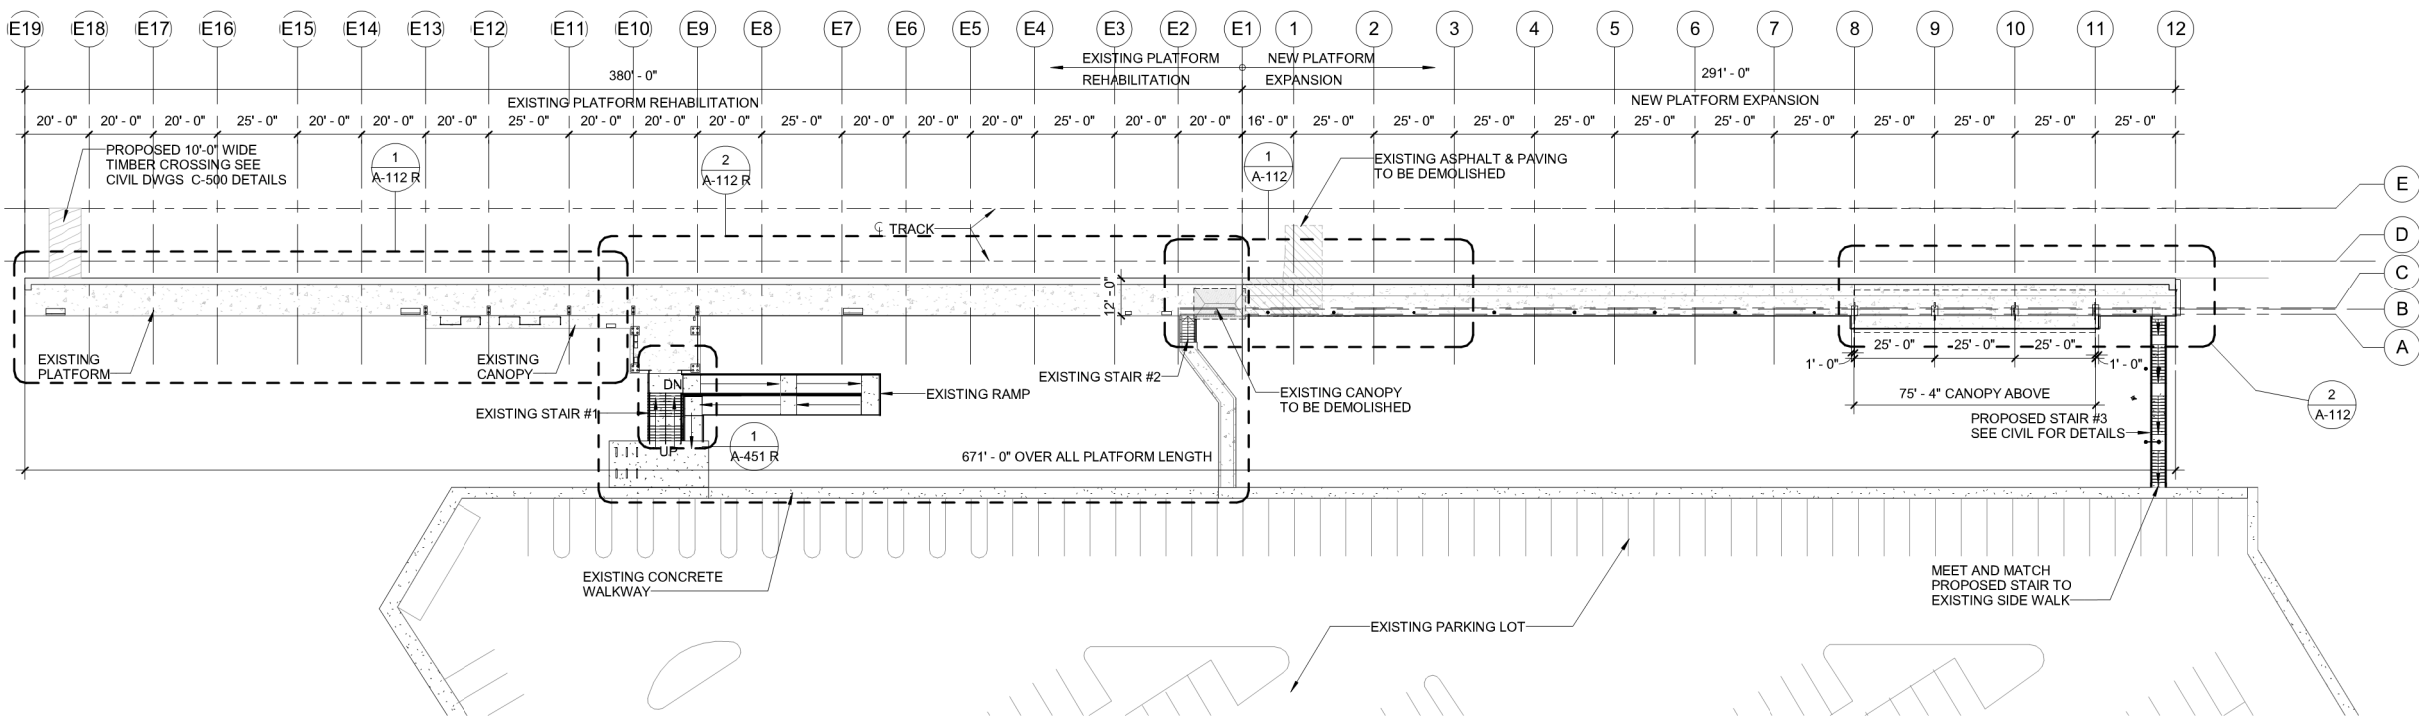 E19 E18 E17 E16 E15 E14 E13 E12 E11 E10 E9 E8 E7 E6 E5 E4 E3 E2 E1 1 2 3 4 5 6 7 8 9 10 11 12
EXISTING PLATFORM
REHABILITATION
NEW PLATFORM
EXPANSION
380' - 0"
EXISTING PLATFORM REHABILITATION
291' - 0"
NEW PLATFORM EXPANSION
20' - 0" 20' - 0" 20' - 0" 25' - 0" 20' - 0" 20' - 0" 20' - 0" 25' - 0" 20' - 0" 20' - 0" 20' - 0" 25' - 0" 20' - 0" 20' - 0" 20' - 0" 25' - 0" 20' - 0" 20' - 0" 16' - 0" 25' - 0" 25' - 0" 25' - 0" 25' - 0" 25' - 0" 25' - 0" 25' - 0" 25' - 0" 25' - 0" 25' - 0" 25' - 0"
PROPOSED 10'-0" WIDE
TIMBER CROSSING SEE
CIVIL DWGS C-500 DETAILS
1
A-112 R
2
A-112 R
1
A-112
EXISTING ASPHALT & PAVING
TO BE DEMOLISHED
E
D
C
B
A
TRACK
12' - 0"
EXISTING
PLATFORM
EXISTING
CANOPY
DN
EXISTING STAIR #1
UP
EXISTING RAMP
1
A-451 R
EXISTING STAIR #2
EXISTING CANOPY
TO BE DEMOLISHED
25' - 0" 25' - 0" 25' - 0"
1' - 0" 1' - 0"
75' - 4" CANOPY ABOVE
PROPOSED STAIR #3
SEE CIVIL FOR DETAILS
2
A-112
671' - 0" OVER ALL PLATFORM LENGTH
EXISTING CONCRETE
WALKWAY
MEET AND MATCH
PROPOSED STAIR TO
EXISTING SIDE WALK
EXISTING PARKING LOT